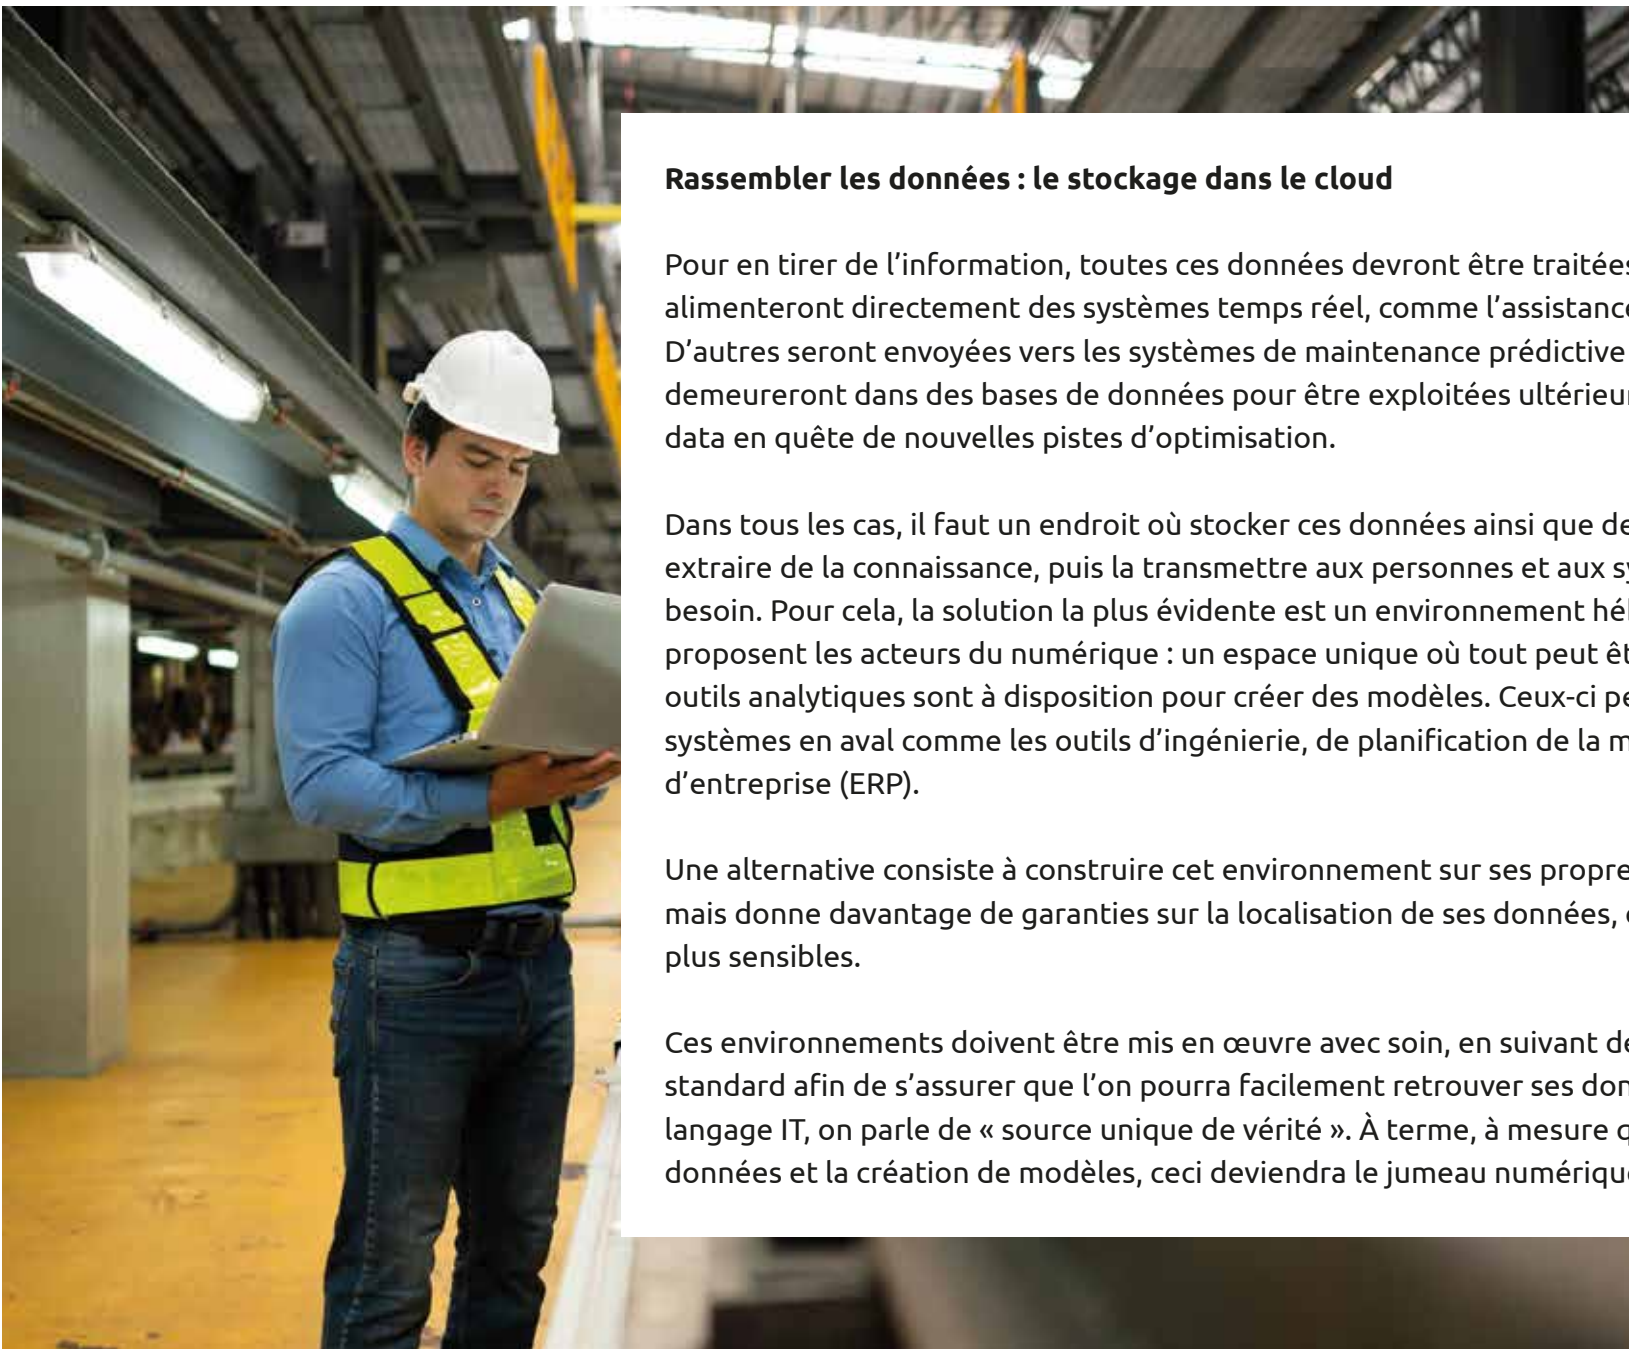 Rassembler les données : le stockage dans le cloud
Pour en tirer de l’information, toutes ces données devront être traitées
alimenteront directement des systèmes temps réel, comme l’assistance
D’autres seront envoyées vers les systèmes de maintenance prédictive
demeureront dans des bases de données pour être exploitées
data en quête de nouvelles pistes d’optimisation.
Dans tous les cas, il faut un endroit où stocker ces données ainsi que
extraire de la connaissance, puis la transmettre aux personnes et aux
besoin. Pour cela, la solution la plus évidente est un environnement
proposent les acteurs du numérique : un espace unique où tout peut
outils analytiques sont à disposition pour créer des modèles. Ceux-ci
systèmes en aval comme les outils d’ingénierie, de planification de la
d’entreprise (ERP).
Une alternative consiste à construire cet environnement sur ses
mais donne davantage de garanties sur la localisation de ses données,
plus sensibles.
Ces environnements doivent être mis en œuvre avec soin, en suivant
standard afin de s’assurer que l’on pourra facilement retrouver ses
langage IT, on parle de « source unique de vérité ». À terme, à mesure
données et la création de modèles, ceci deviendra le jumeau numérique